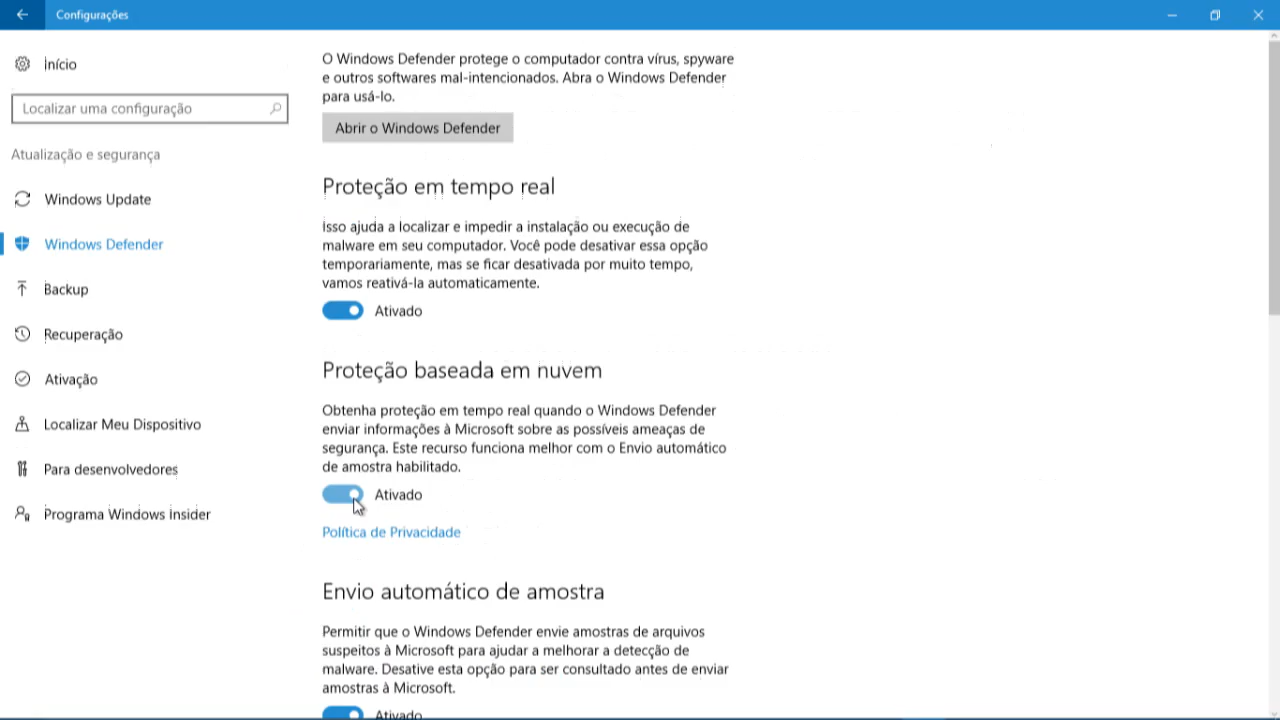 Configurações
Início
Localizar uma configuração
Atualização e segurança
Windows Update
Windows Defender
Backup
Recuperação
Ativação
Localizar Meu Dispositivo
Para desenvolvedores
Programa Windows Insider
O Windows Defender protege o computador contra vírus, spyware
e outros softwares mal-intencionados. Abra o Windows Defender
para usá-lo.
Abrir o Windows Defender
Proteção em tempo real
Isso ajuda a localizar e impedir a instalação ou execução de
malware em seu computador. Você pode desativar essa opção
temporariamente, mas se ficar desativada por muito tempo,
vamos reativá-la automaticamente.
Ativado
Proteção baseada em nuvem
Obtenha proteção em tempo real quando o Windows Defender
enviar informações à Microsoft sobre as possíveis ameaças de
segurança. Este recurso funciona melhor com o Envio automático
de amostra habilitado.
Ativado
Política de Privacidade
Envio automático de amostra
Permitir que o Windows Defender envie amostras de arquivos
suspeitos à Microsoft para ajudar a melhorar a detecção de
malware. Desative esta opção para ser consultado antes de enviar
amostras à Microsoft.
Ativado